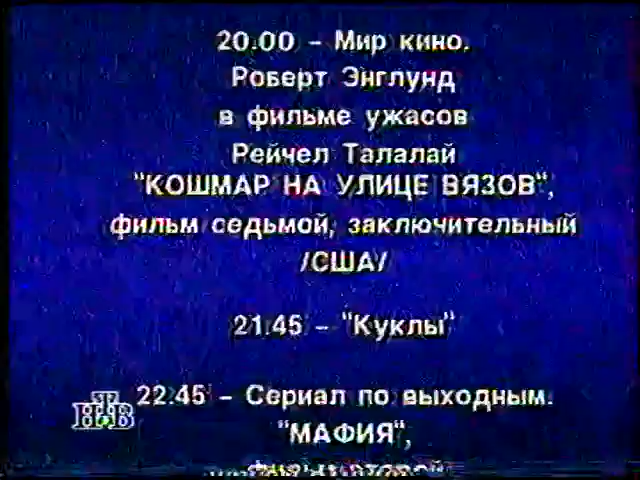 20.00 - Мир кино.
Роберт Энглунд
в фильме ужасов
Рейчел Талалай
"КОШМАР НА УЛИЦЕ ВЯЗОВ",
фильм седьмой, заключительный
/США/
21.45 - "Куклы"
22.45 - Сериал по выходным.
НТВ
"МАФИЯ",